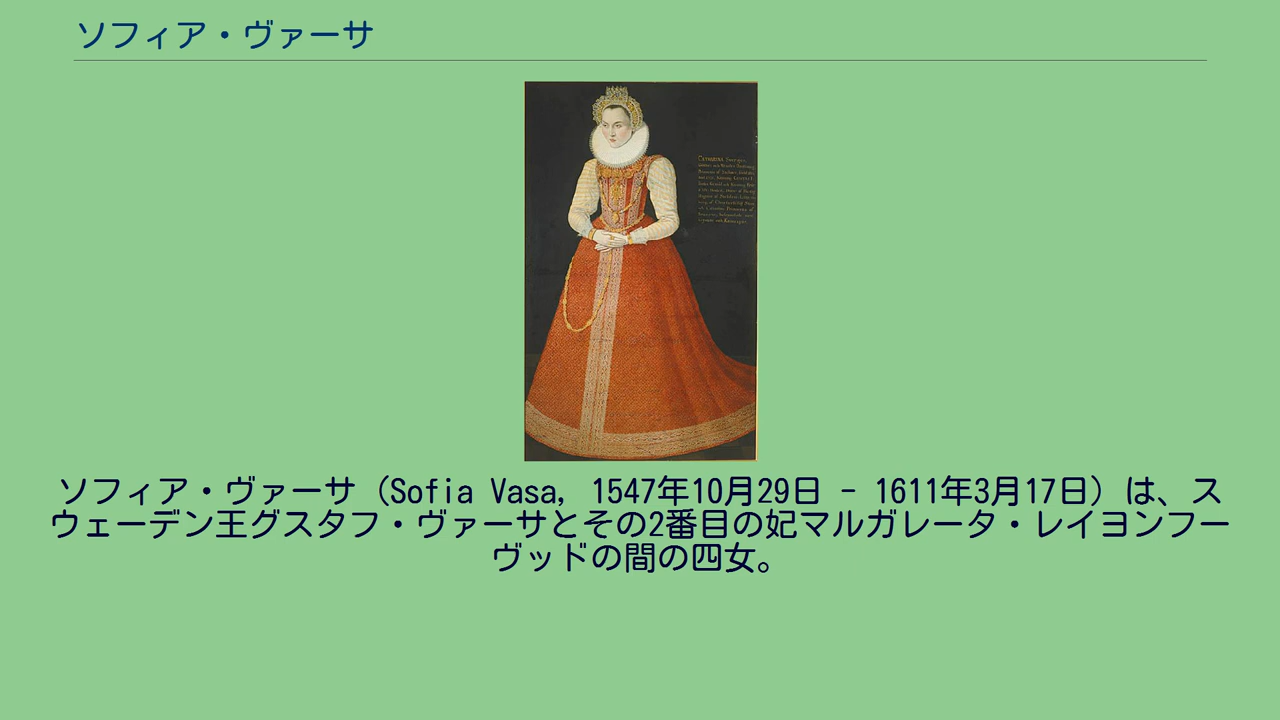 ソフィア・ヴァーサ
CATHARINA
ソフィア・ヴァーサ（Sofia Vasa, 1547年10月29日 - 1611年3月17日）は、ス
ウェーデン王グスタフ・ヴァーサとその2番目の妃マルガレータ・レイヨンフー
ヴッドの間の四女。